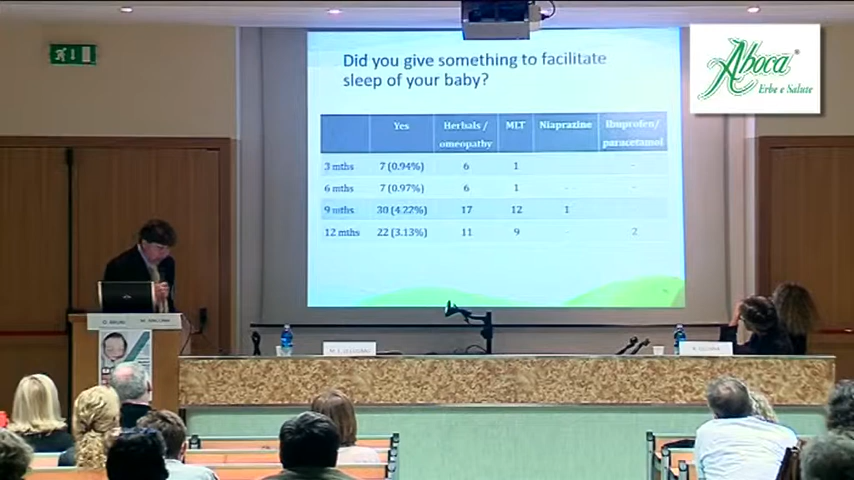 Did you give something to facilitate
sleep of your baby?
Aboca
Erbe e Salute
Yes
Herbals /
omeopathy
MLT
Niaprazine
Ibuprofen/
paracetamol
3 mths 7 (0.94%) 6 1 - -
6 mths 7 (0.97%) 6 1 - -
9 mths 30 (4.22%) 17 12 1
12 mths 22 (3.13%) 11 9 - 2
O. BRUNI